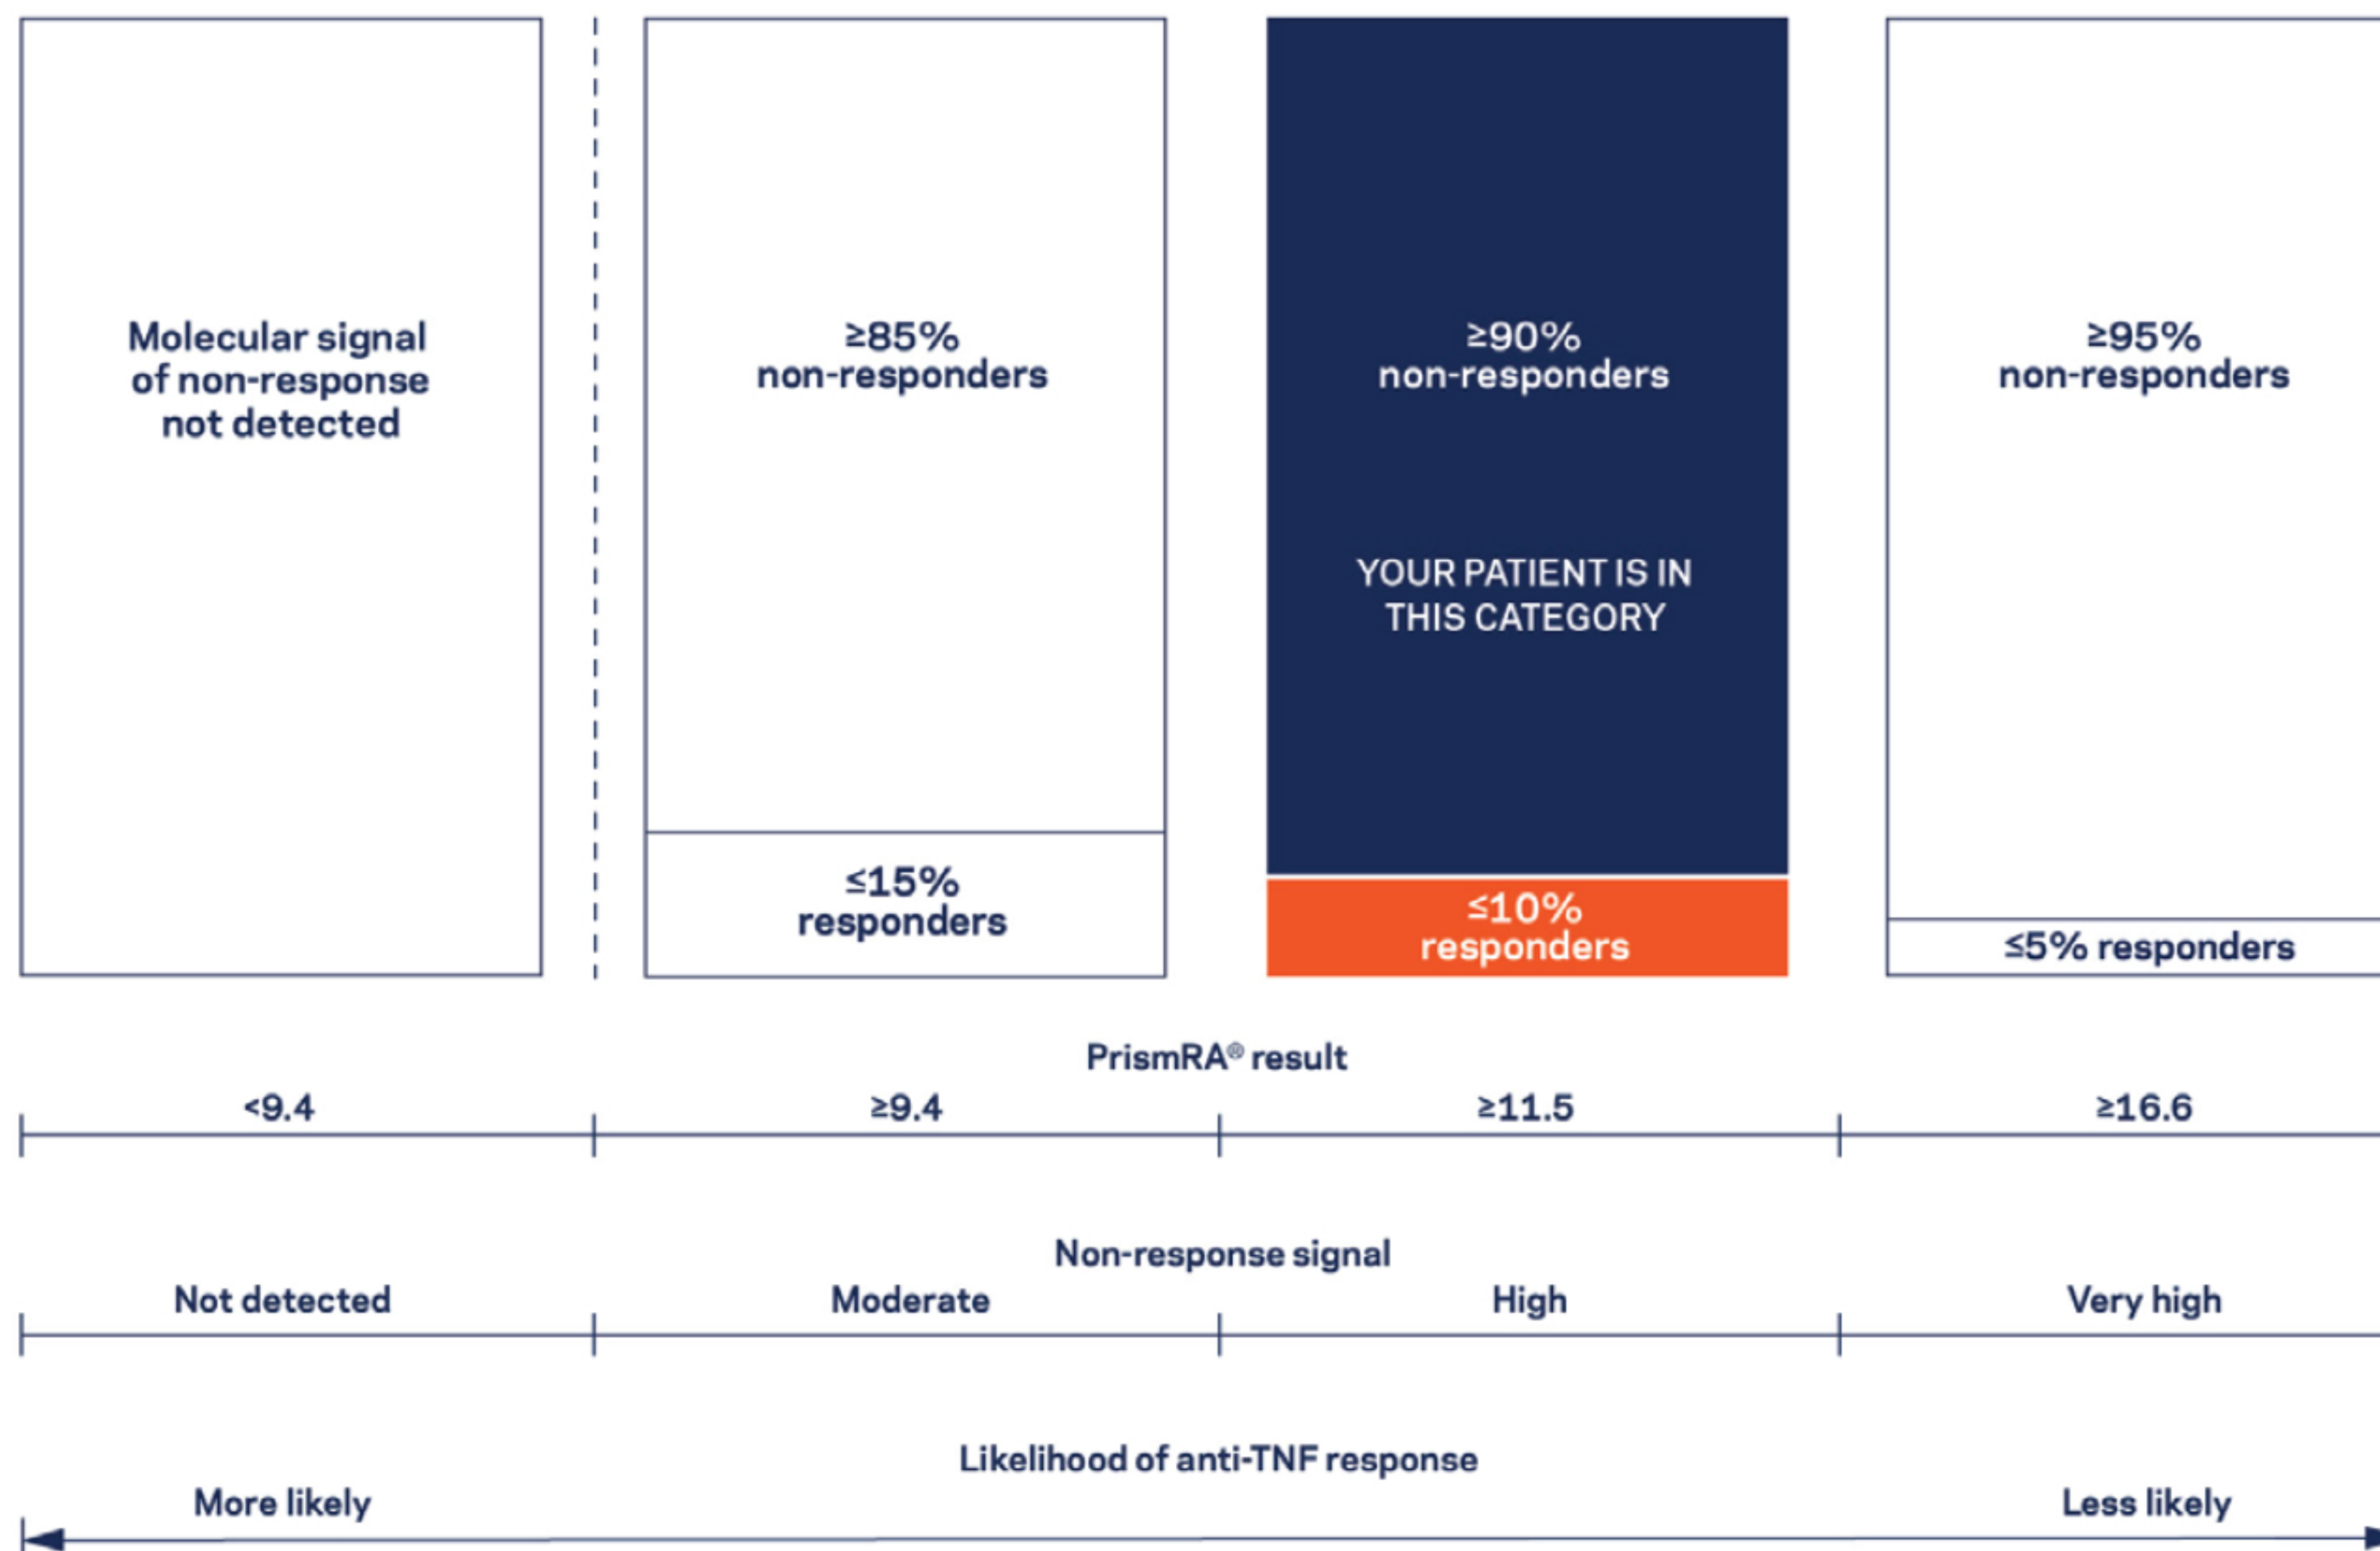 Molecular signal
of non-response
not detected
≥85%
non-responders
≤15%
responders
≥90%
non-responders
YOUR PATIENT IS IN
THIS CATEGORY
≤10%
responders
≥95%
non-responders
≤5% responders
PrismRA® result
<9.4
≥9.4
≥11.5
≥16.6
Non-response signal
Not detected
Moderate
High
Very high
Likelihood of anti-TNF response
More likely
Less likely